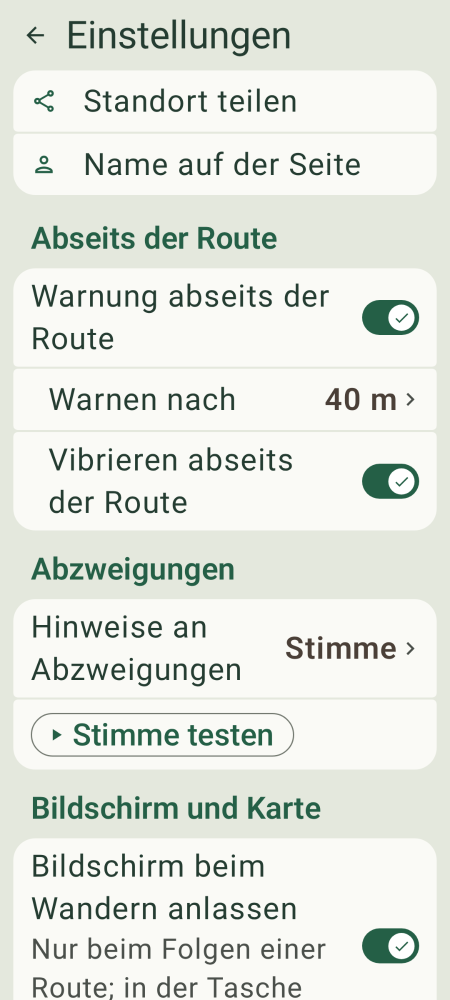 Einstellungen
Standort teilen
Name auf der Seite
Abseits der Route
Warnung abseits der
Route
Warnen nach 40 m
Vibrieren abseits
der Route
Abzweigungen
Hinweise an
Abzweigungen
Stimme
Stimme testen
Bildschirm und Karte
Bildschirm beim
Wandern anlassen
Nur beim Folgen einer
Route; in der Tasche